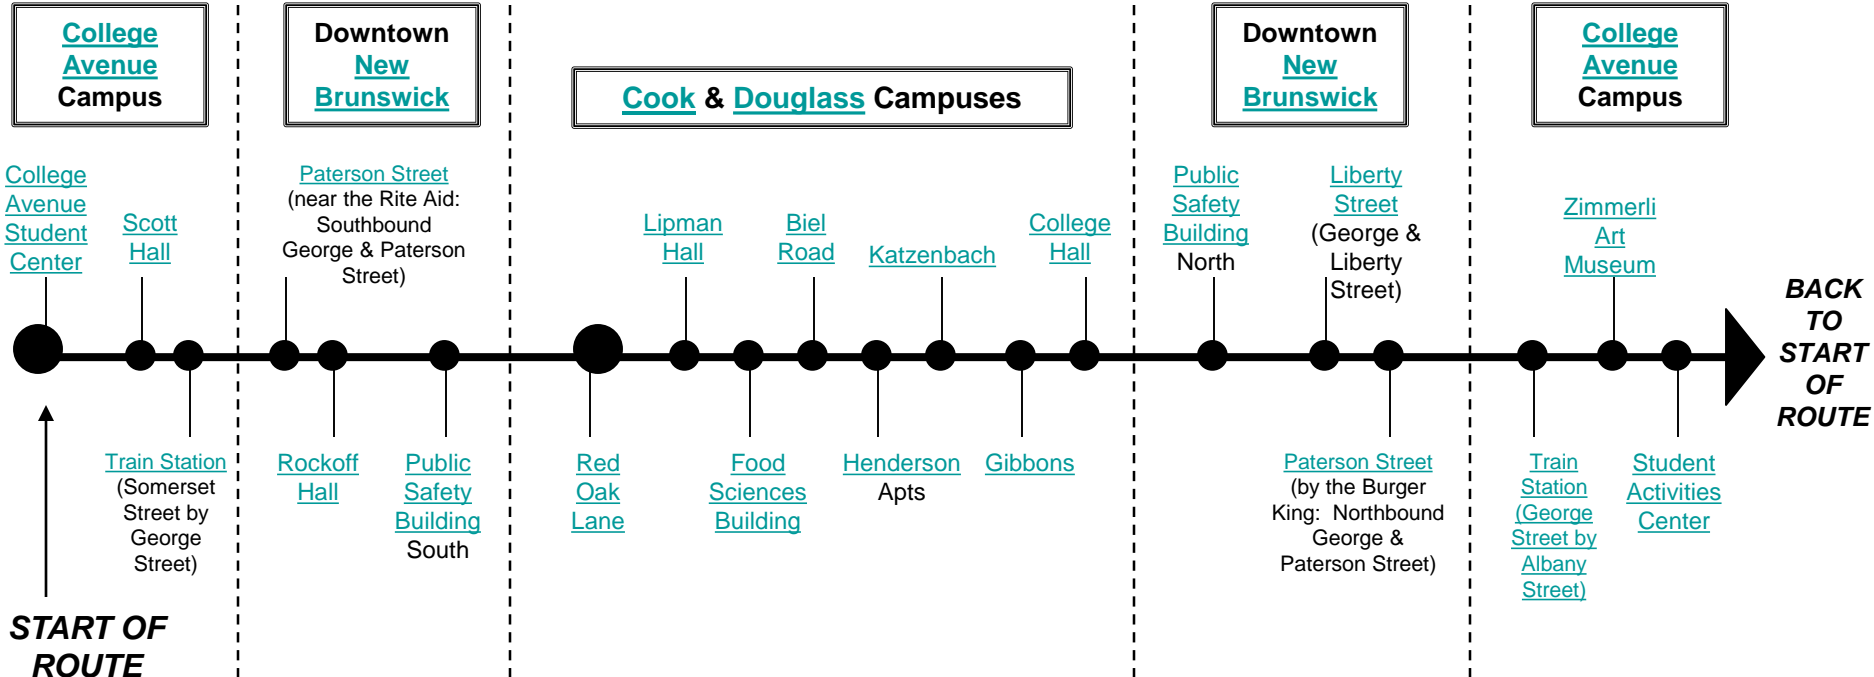 College
Avenue
Campus
Downtown
New
Brunswick
Cook & Douglass Campuses
Downtown
New
Brunswick
College
Avenue
Campus
College
Avenue
Student
Center
Scott
Hall
Paterson Street
(near the Rite Aid:
Southbound
George & Paterson
Street)
Lipman
Hall
Biel
Road
Katzenbach
College
Hall
Public
Safety
Building
North
Liberty
Street
(George &
Liberty
Street)
Zimmerli
Art
Museum
BACK
TO
START
OF
ROUTE
Train Station
(Somerset
Street by
George
Street)
Rockoff
Hall
Public
Safety
Building
South
Red
Oak
Lane
Food
Sciences
Building
Henderson
Apts
Gibbons
Paterson Street
(by the Burger
King: Northbound
George &
Paterson Street)
Train
Station
(George
Street by
Albany
Street)
Student
Activities
Center
START OF
ROUTE